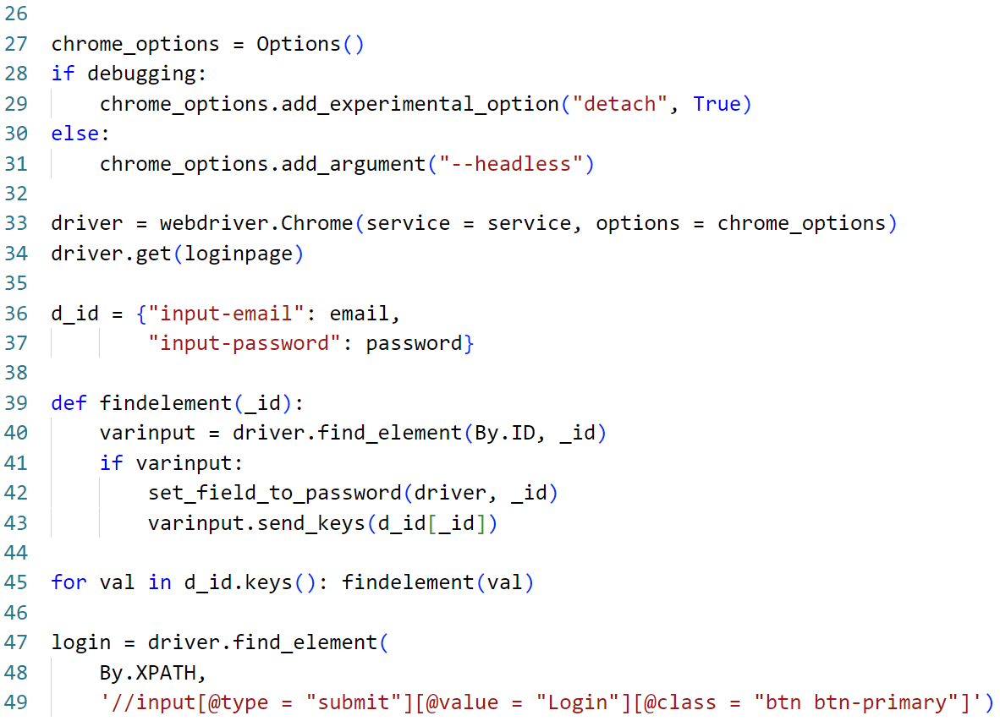 26
27 chrome_options = Options()
28 if debugging:
29     chrome_options.add_experimental_option("detach", True)
30 else:
31     chrome_options.add_argument("--headless")
32
33 driver = webdriver.Chrome(service = service, options = chrome_options)
34 driver.get(loginpage)
35
36 d_id = {"input-email": email,
37         "input-password": password}
38
39 def findelement(_id):
40     varinput = driver.find_element(By.ID, _id)
41     if varinput:
42         set_field_to_password(driver, _id)
43         varinput.send_keys(d_id[_id])
44
45 for val in d_id.keys(): findelement(val)
46
47 login = driver.find_element(
48     By.XPATH,
49     '//input[@type = "submit"][@value = "Login"][@class = "btn btn-primary"]')